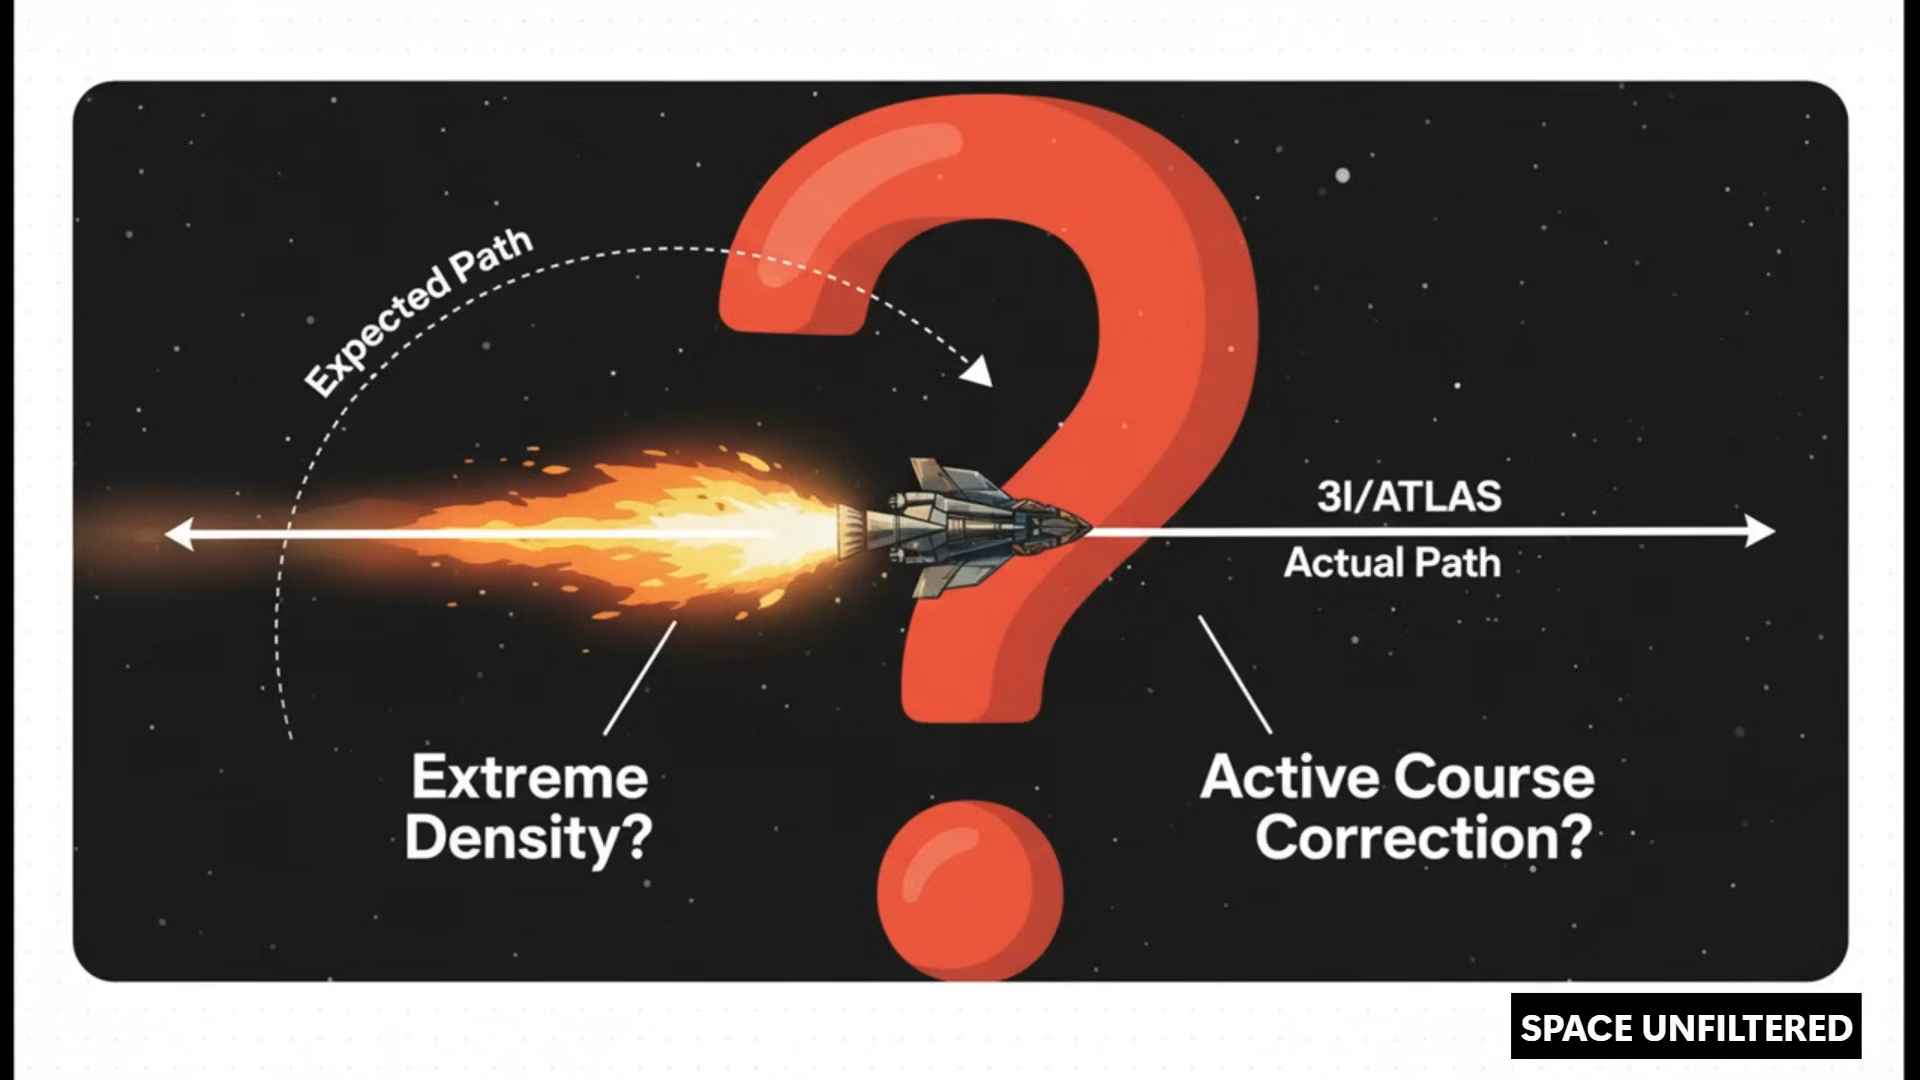 Expected Path
3I/ATLAS
Actual Path
Extreme
Density?
Active Course
Correction?
SPACE UNFILTERED